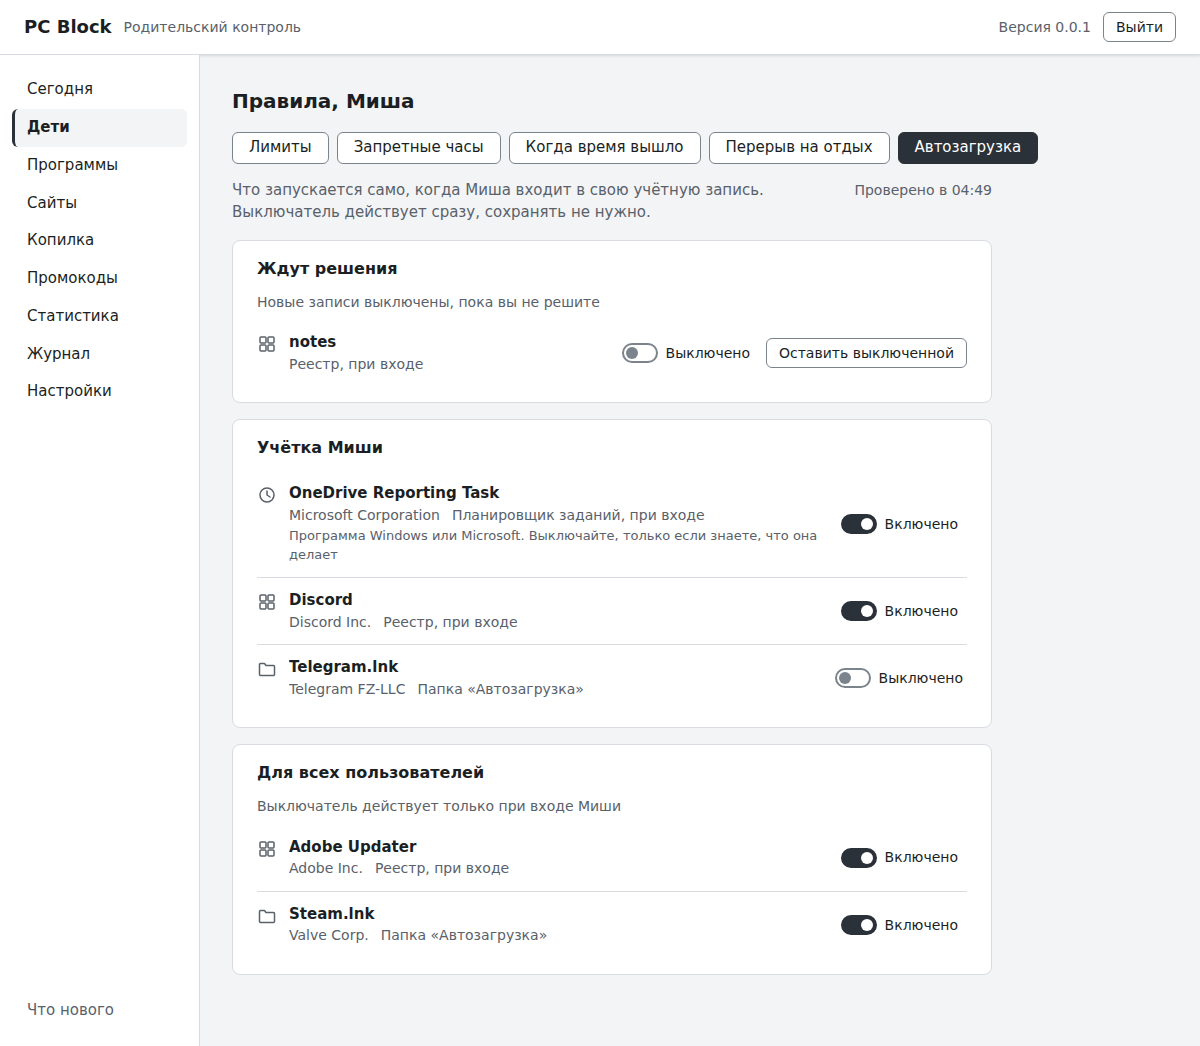 PC Block Родительский контроль Версия 0.0.1 Выйти
Сегодня
Дети
Программы
Сайты
Копилка
Промокоды
Статистика
Журнал
Настройки
Что нового
Правила, Миша
Лимиты Запретные часы Когда время вышло Перерыв на отдых Автозагрузка
Что запускается само, когда Миша входит в свою учётную запись.
Выключатель действует сразу, сохранять не нужно.
Проверено в 04:49
Ждут решения
Новые записи выключены, пока вы не решите
notes
Реестр, при входе
Выключено Оставить выключенной
Учётка Миши
OneDrive Reporting Task
Microsoft Corporation Планировщик заданий, при входе
Программа Windows или Microsoft. Выключайте, только если знаете, что она
делает
Включено
Discord
Discord Inc. Реестр, при входе
Включено
Telegram.lnk
Telegram FZ-LLC Папка «Автозагрузка»
Выключено
Для всех пользователей
Выключатель действует только при входе Миши
Adobe Updater
Adobe Inc. Реестр, при входе
Включено
Steam.lnk
Valve Corp. Папка «Автозагрузка»
Включено